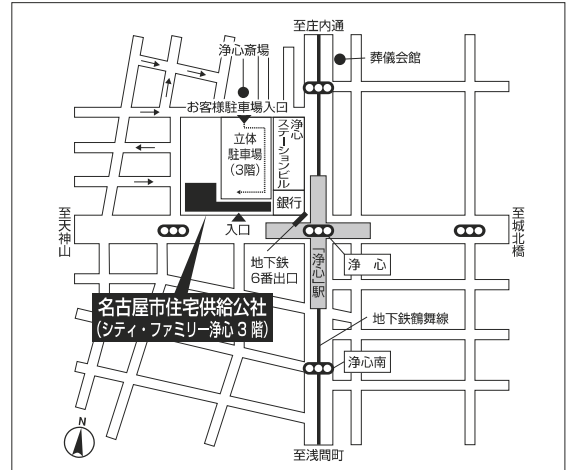 至庄内通
浄心斎場
葬儀会館
お客様駐車場入口
立体
駐車場
(3階)
浄心
ステーションビル
銀行
至天神山
至城北橋
入口
地下鉄
6番出口
「浄心」駅
浄 心
名古屋市住宅供給公社
(シティ・ファミリー浄心 3 階)
地下鉄鶴舞線
浄心南
N
至浅間町